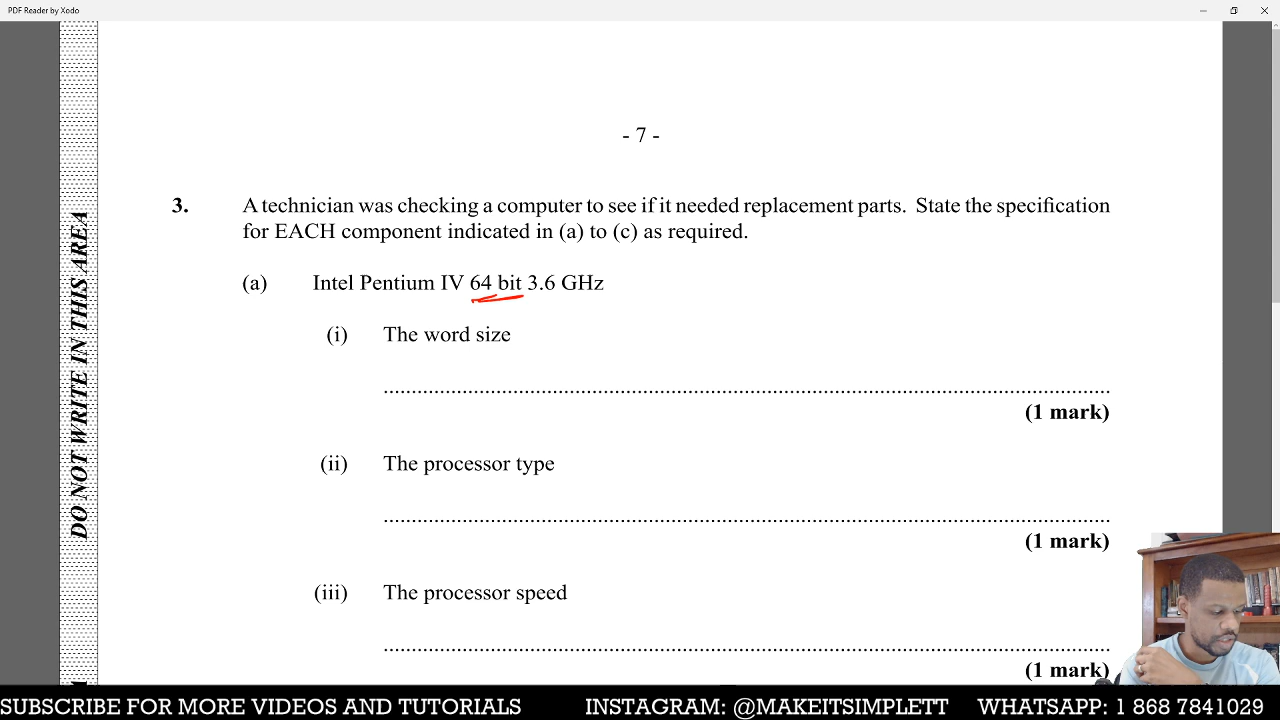 PDF Reader by Xodo
- 7 -
3. A technician was checking a computer to see if it needed replacement parts. State the specification
for EACH component indicated in (a) to (c) as required.
(a) Intel Pentium IV 64 bit 3.6 GHz
(i) The word size
(1 mark)
(ii) The processor type
(1 mark)
(iii) The processor speed
(1 mark)
DO NOT WRITE IN THIS AREA
SUBSCRIBE FOR MORE VIDEOS AND TUTORIALS INSTAGRAM: @MAKEITSIMPLETT WHATSAPP: 1 868 7841029